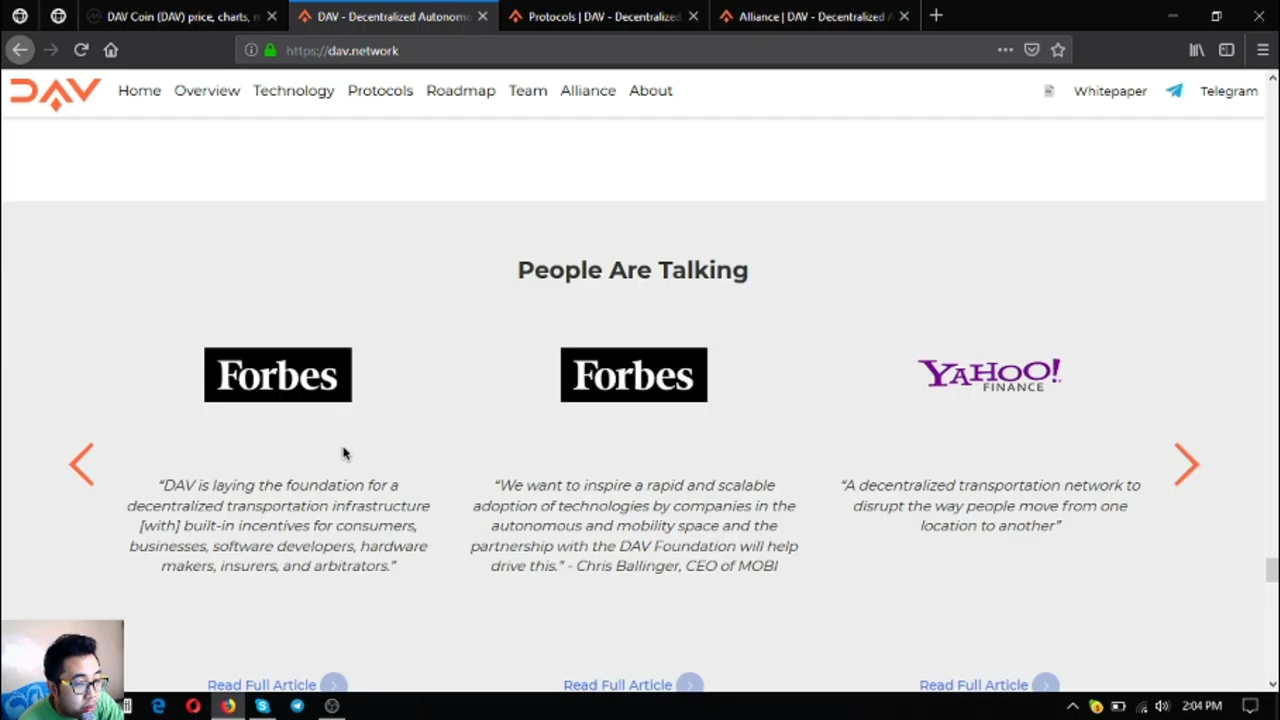 DAV Coin (DAV) price, charts, m
DAV - Decentralized Autonomo
Protocols | DAV - Decentralized
Alliance | DAV - Decentralized A
https://dav.network
DAV
Home
Overview
Technology
Protocols
Roadmap
Team
Alliance
About
Whitepaper
Telegram
People Are Talking
Forbes
“DAV is laying the foundation for a
decentralized transportation infrastructure
[with] built-in incentives for consumers,
businesses, software developers, hardware
makers, insurers, and arbitrators.”
Read Full Article
Forbes
“We want to inspire a rapid and scalable
adoption of technologies by companies in the
autonomous and mobility space and the
partnership with the DAV Foundation will help
drive this.” - Chris Ballinger, CEO of MOBI
Read Full Article
YAHOO!
FINANCE
“A decentralized transportation network to
disrupt the way people move from one
location to another”
Read Full Article
2:04 PM